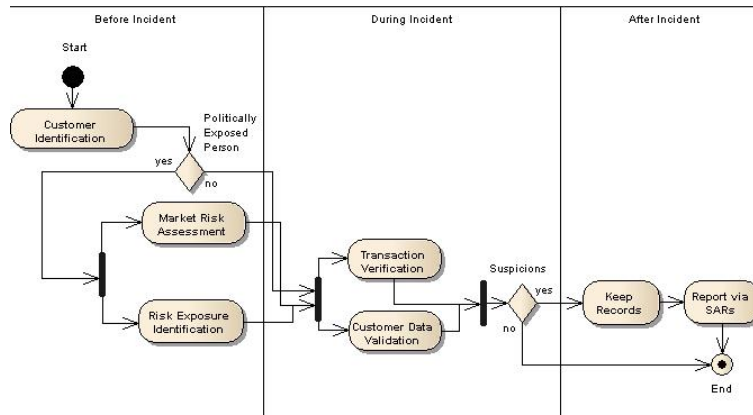 Before Incident
During Incident
After Incident
Start
Customer
Identification
Politically
Exposed
Person
yes
no
Market Risk
Assessment
Risk Exposure
Identification
Transaction
Verification
Customer Data
Validation
Suspicions
yes
no
Keep
Records
Report via
SARs
End